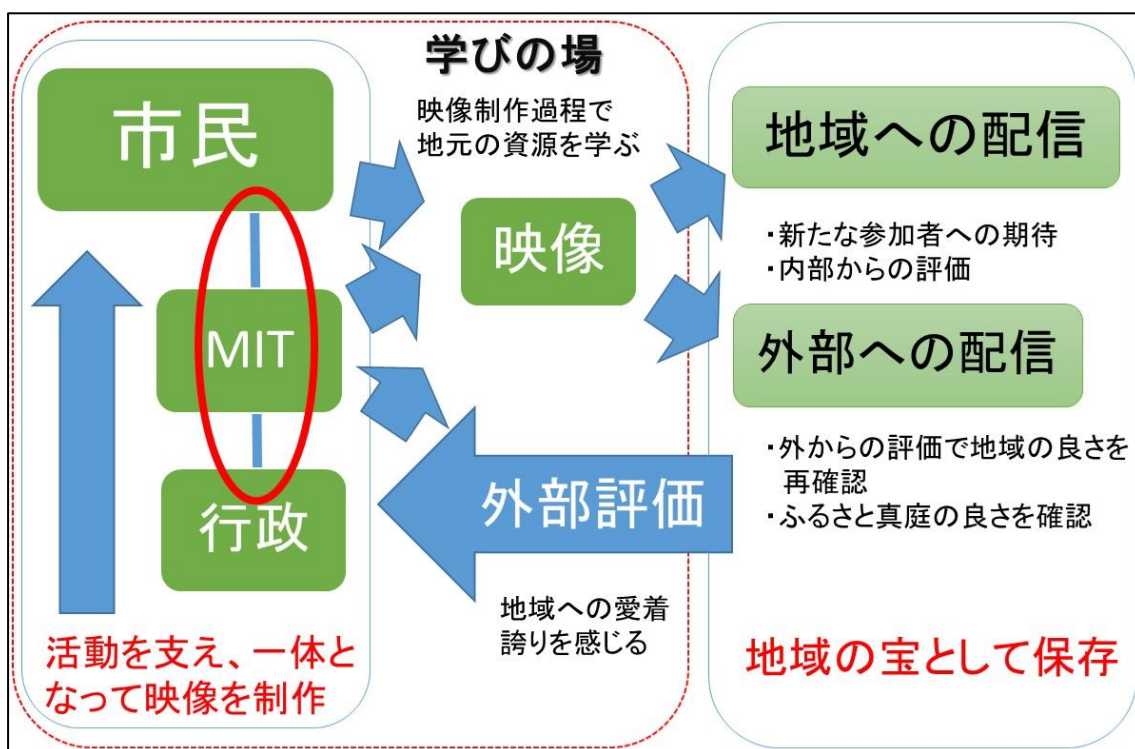 学びの場
市民
映像制作過程で
地元の資源を学ぶ
MIT
行政
活動を支え、一体と
なって映像を制作
映像
外部評価
地域への愛着
誇りを感じる
地域への配信
・新たな参加者への期待
・内部からの評価
外部への配信
・外からの評価で地域の良さを
再確認
・ふるさと真庭の良さを確認
地域の宝として保存